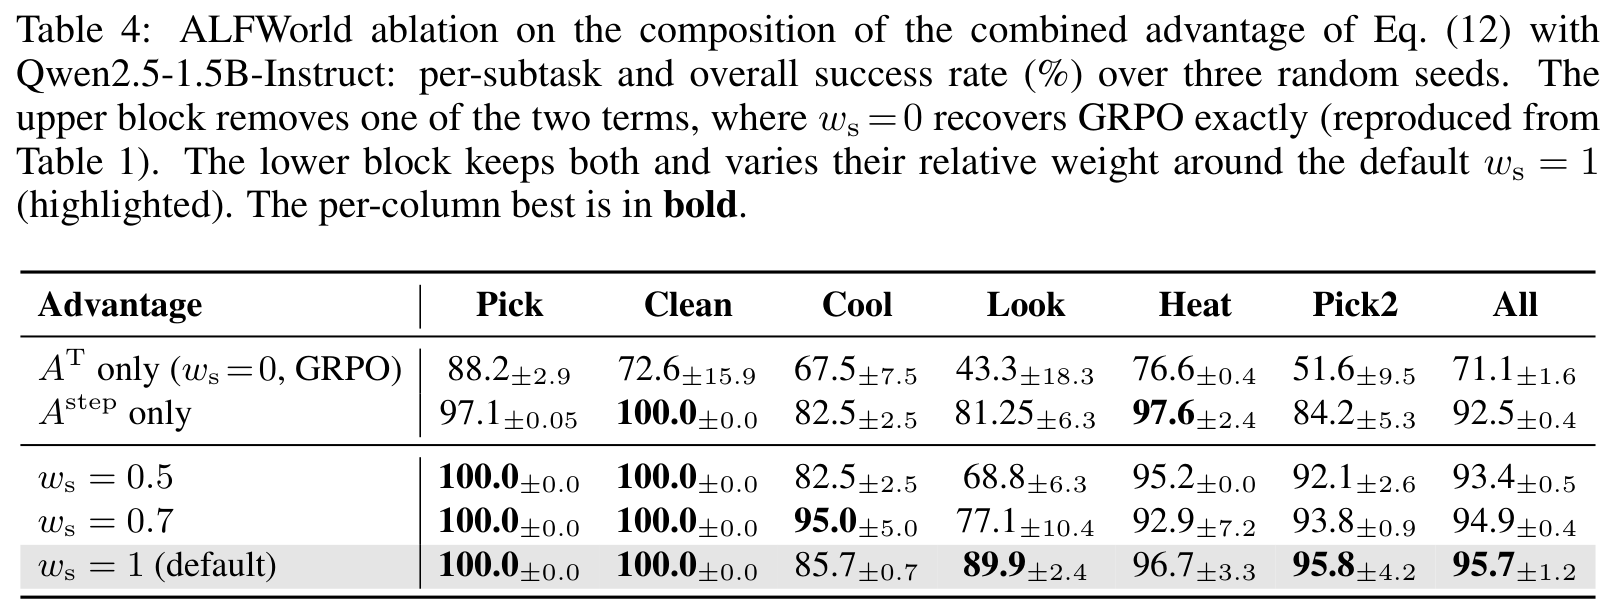 Table 4: ALFWorld ablation on the composition of the combined advantage of Eq. (12) with
Qwen2.5-1.5B-Instruct: per-subtask and overall success rate (%) over three random seeds. The
upper block removes one of the two terms, where wₛ = 0 recovers GRPO exactly (reproduced from
Table 1). The lower block keeps both and varies their relative weight around the default wₛ = 1
(highlighted). The per-column best is in bold.
Advantage Pick Clean Cool Look Heat Pick2 All
Aᵀ only (wₛ = 0, GRPO) 88.2±2.9 72.6±15.9 67.5±7.5 43.3±18.3 76.6±0.4 51.6±9.5 71.1±1.6
Aˢᵗᵉᵖ only 97.1±0.05 100.0±0.0 82.5±2.5 81.25±6.3 97.6±2.4 84.2±5.3 92.5±0.4
wₛ = 0.5 100.0±0.0 100.0±0.0 82.5±2.5 68.8±6.3 95.2±0.0 92.1±2.6 93.4±0.5
wₛ = 0.7 100.0±0.0 100.0±0.0 95.0±5.0 77.1±10.4 92.9±7.2 93.8±0.9 94.9±0.4
wₛ = 1 (default) 100.0±0.0 100.0±0.0 85.7±0.7 89.9±2.4 96.7±3.3 95.8±4.2 95.7±1.2